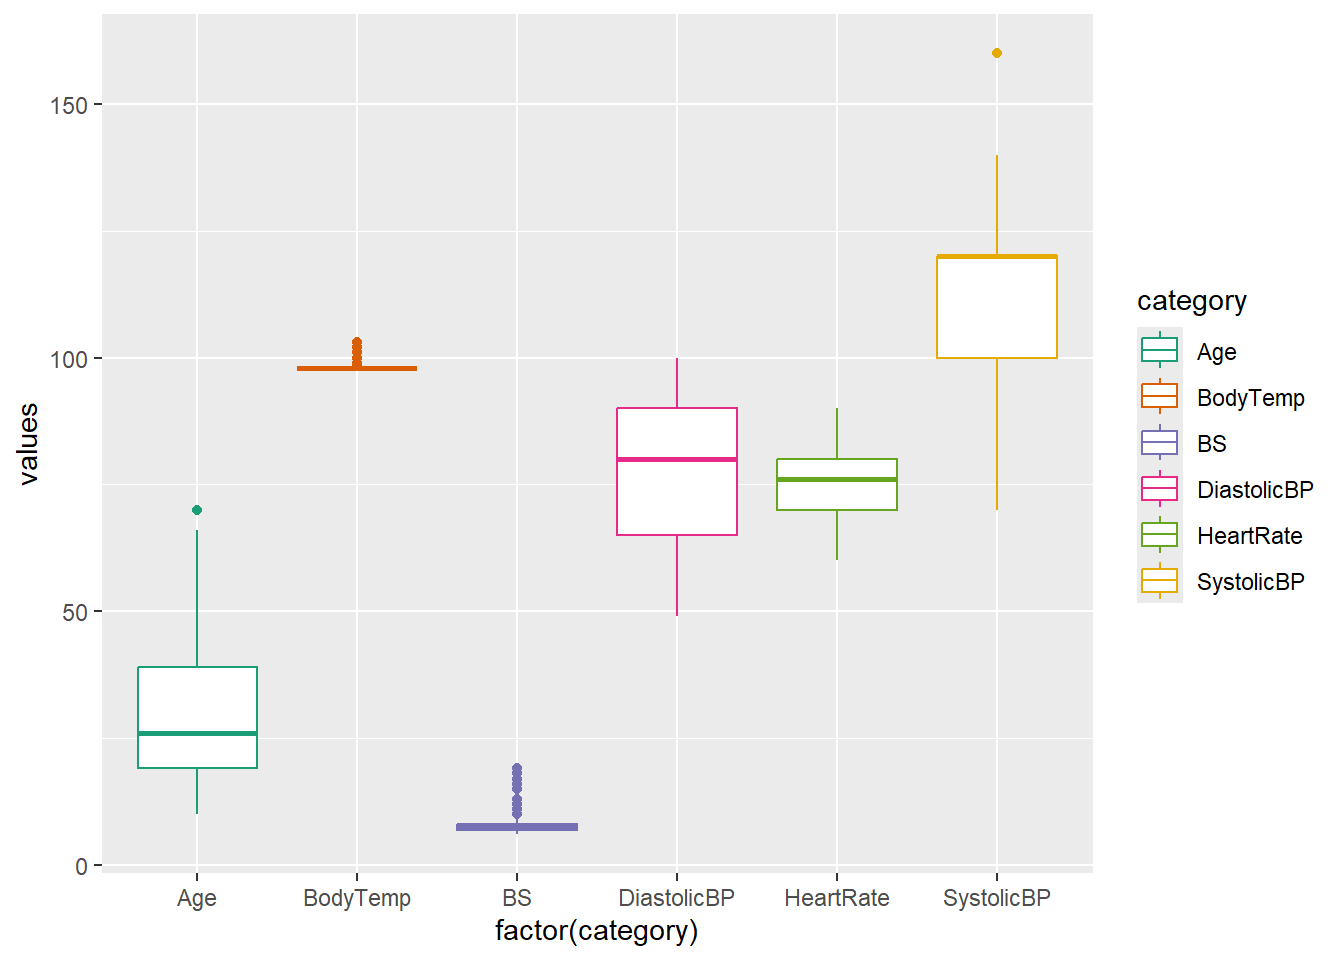 150
100
50
0
values
Age
BodyTemp
BS
DiastolicBP
HeartRate
SystolicBP
factor(category)
category
Age
BodyTemp
BS
DiastolicBP
HeartRate
SystolicBP